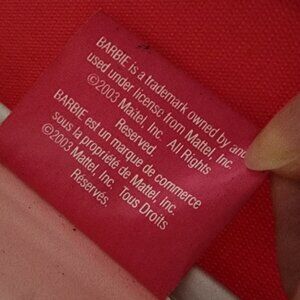 BARBIE is a trademark owned by and
used under license from Mattel, Inc.
©2003 Mattel, Inc. All Rights
Reserved.
BARBIE est un marque de commerce
sous la propriété de Mattel, Inc.
©2003 Mattel, Inc. Tous Droits
Resérvés.